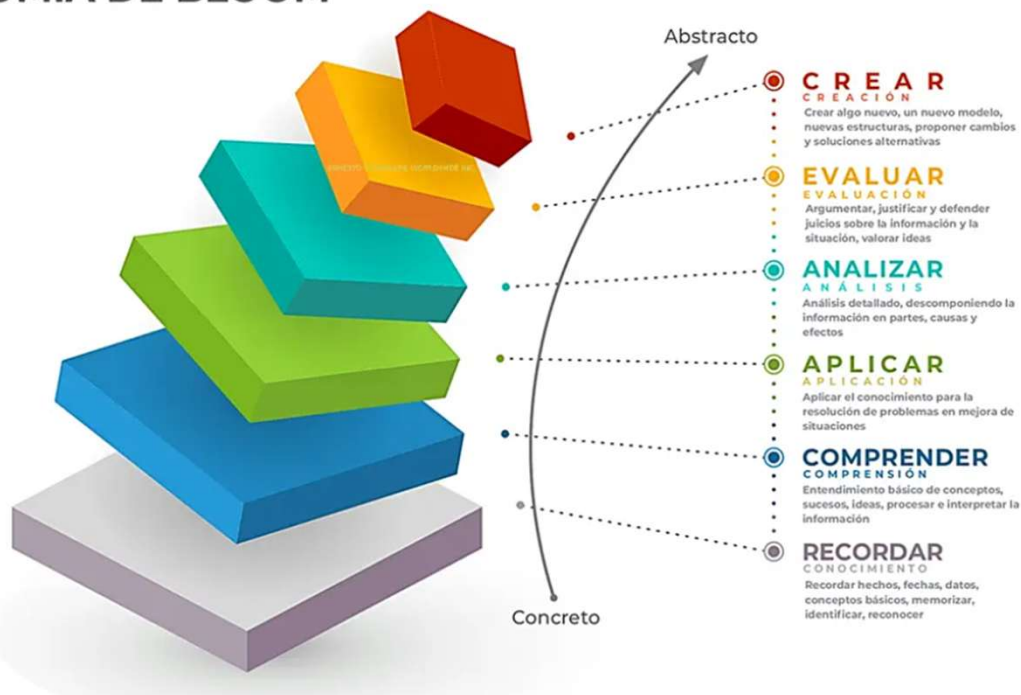 DE BLOOM
Abstracto
CREAR
CREACIÓN
Crear algo nuevo, un nuevo modelo,
nuevas estructuras, proponer cambios
y soluciones alternativas
EVALUAR
EVALUACIÓN
Argumentar, justificar y defender
juicios sobre la información y la
situación, valorar ideas
ANALIZAR
ANÁLISIS
Análisis detallado, descomponiendo la
información en partes, causas y
efectos
APLICAR
APLICACIÓN
Aplicar el conocimiento para la
resolución de problemas en mejora de
situaciones
COMPRENDER
COMPRENSIÓN
Entendimiento básico de conceptos,
sucesos, ideas, procesar e interpretar la
información
RECORDAR
CONOCIMIENTO
Recordar hechos, fechas, datos,
conceptos básicos, memorizar,
identificar, reconocer
Concreto